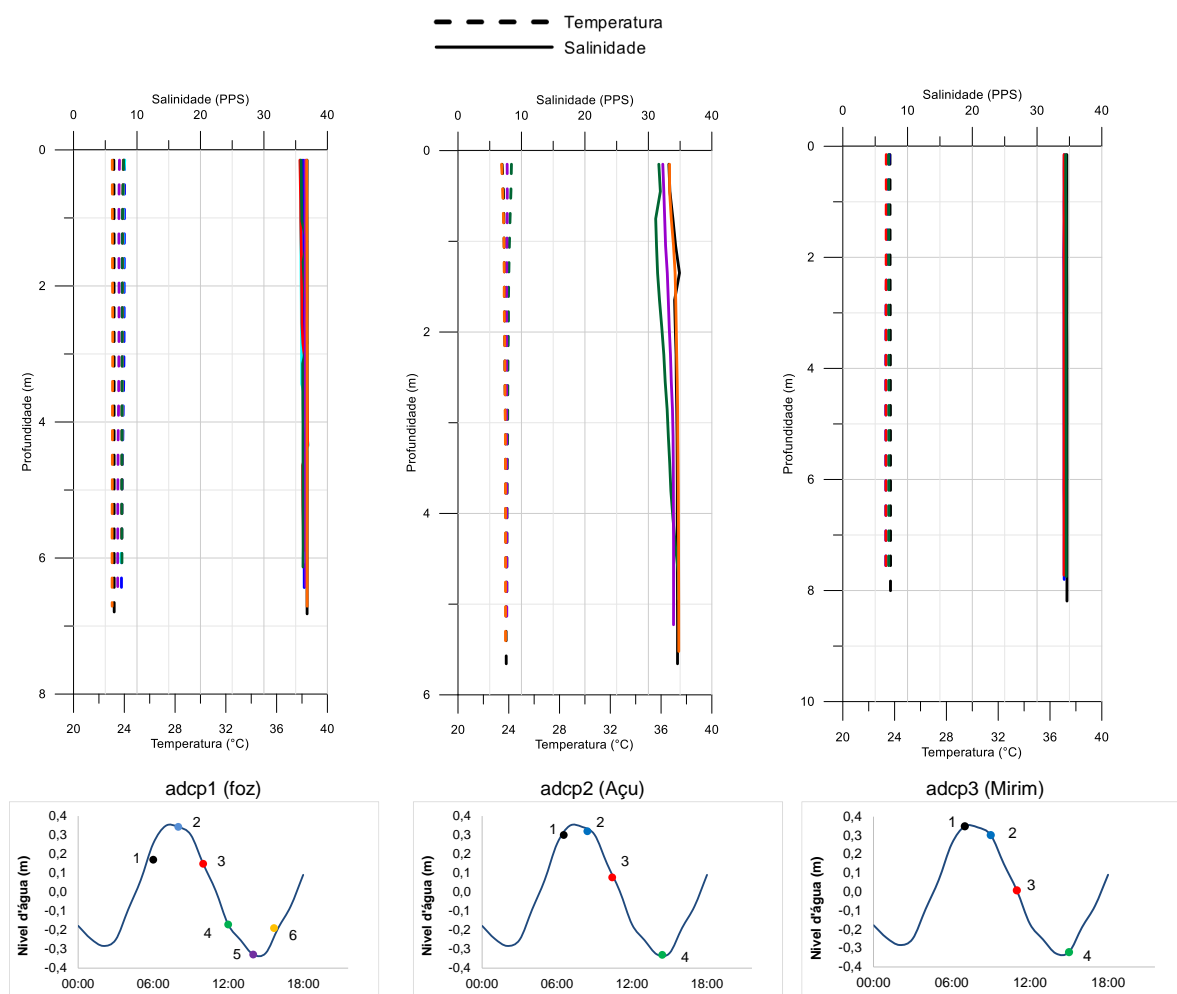 Temperatura
Salinidade
Salinidade (PPS)
0 10 20 30 40
0
2
4
6
8
Profundidade (m)
20 24 28 32 36 40
Temperatura (°C)
Salinidade (PPS)
0 10 20 30 40
0
2
4
6
Profundidade (m)
20 24 28 32 36 40
Temperatura (°C)
Salinidade (PPS)
0 10 20 30 40
0
2
4
6
8
10
Profundidade (m)
20 24 28 32 36 40
Temperatura (°C)
adcp1 (foz)
Nivel d'água (m)
0,4
0,3
0,2
0,1
0,0
-0,1
-0,2
-0,3
-0,4
1
2
3
4
5
6
00:00 06:00 12:00 18:00
adcp2 (Açu)
Nivel d'água (m)
0,4
0,3
0,2
0,1
0,0
-0,1
-0,2
-0,3
-0,4
1
2
3
4
00:00 06:00 12:00 18:00
adcp3 (Mirim)
Nivel d'água (m)
0,4
0,3
0,2
0,1
0,0
-0,1
-0,2
-0,3
-0,4
1
2
3
4
00:00 06:00 12:00 18:00